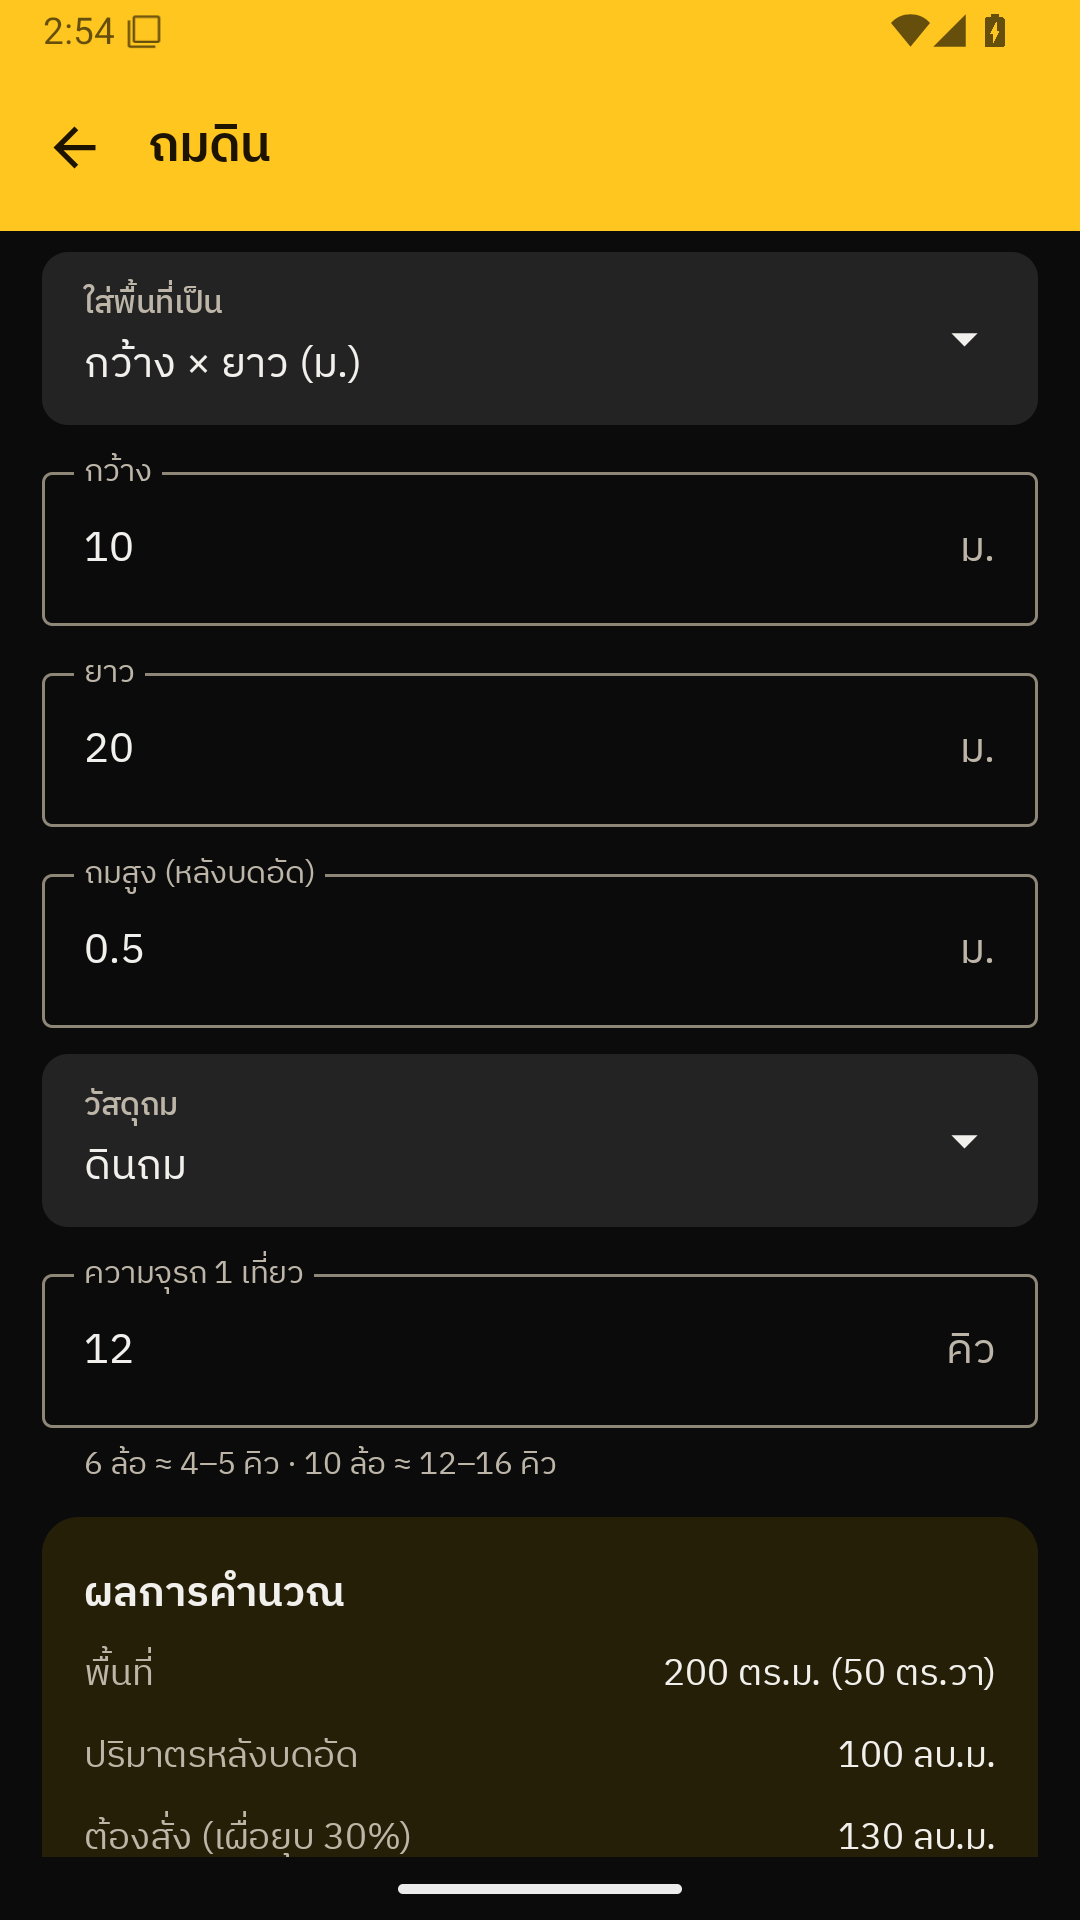 2:54
ถมดิน
ใส่พื้นที่เป็น
กว้าง × ยาว (ม.)
กว้าง
10 ม.
ยาว
20 ม.
ถมสูง (หลังบดอัด)
0.5 ม.
วัสดุถม
ดินถม
ความจุรถ 1 เที่ยว
12 คิว
6 ล้อ ≈ 4–5 คิว · 10 ล้อ ≈ 12–16 คิว
ผลการคำนวณ
พื้นที่ 200 ตร.ม. (50 ตร.วา)
ปริมาตรหลังบดอัด 100 ลบ.ม.
ต้องสั่ง (เผื่อยุบ 30%) 130 ลบ.ม.